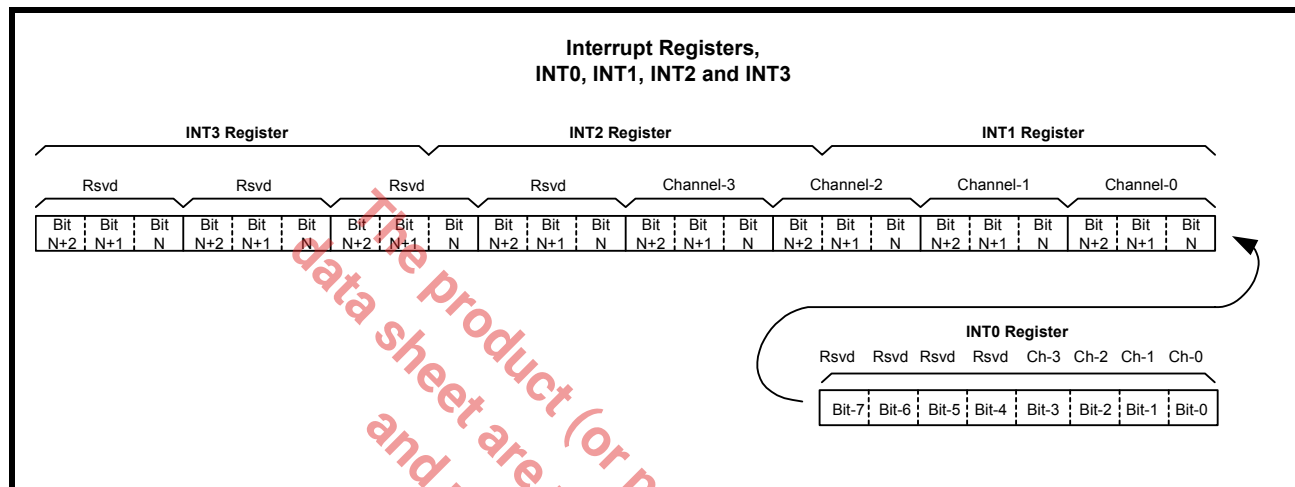 Interrupt Registers,
INT0, INT1, INT2 and INT3
INT3 Register INT2 Register INT1 Register
Rsvd Rsvd Rsvd Rsvd Channel-3 Channel-2 Channel-1 Channel-0
Bit Bit Bit Bit Bit Bit Bit Bit Bit Bit Bit Bit Bit Bit Bit Bit Bit Bit Bit Bit Bit Bit Bit Bit
N+2 N+1 N N+2 N+1 N N+2 N+1 N N+2 N+1 N N+2 N+1 N N+2 N+1 N N+2 N+1 N N+2 N+1 N
INT0 Register
Rsvd Rsvd Rsvd Rsvd Ch-3 Ch-2 Ch-1 Ch-0
Bit-7 Bit-6 Bit-5 Bit-4 Bit-3 Bit-2 Bit-1 Bit-0
The product (or
data sheet are
and